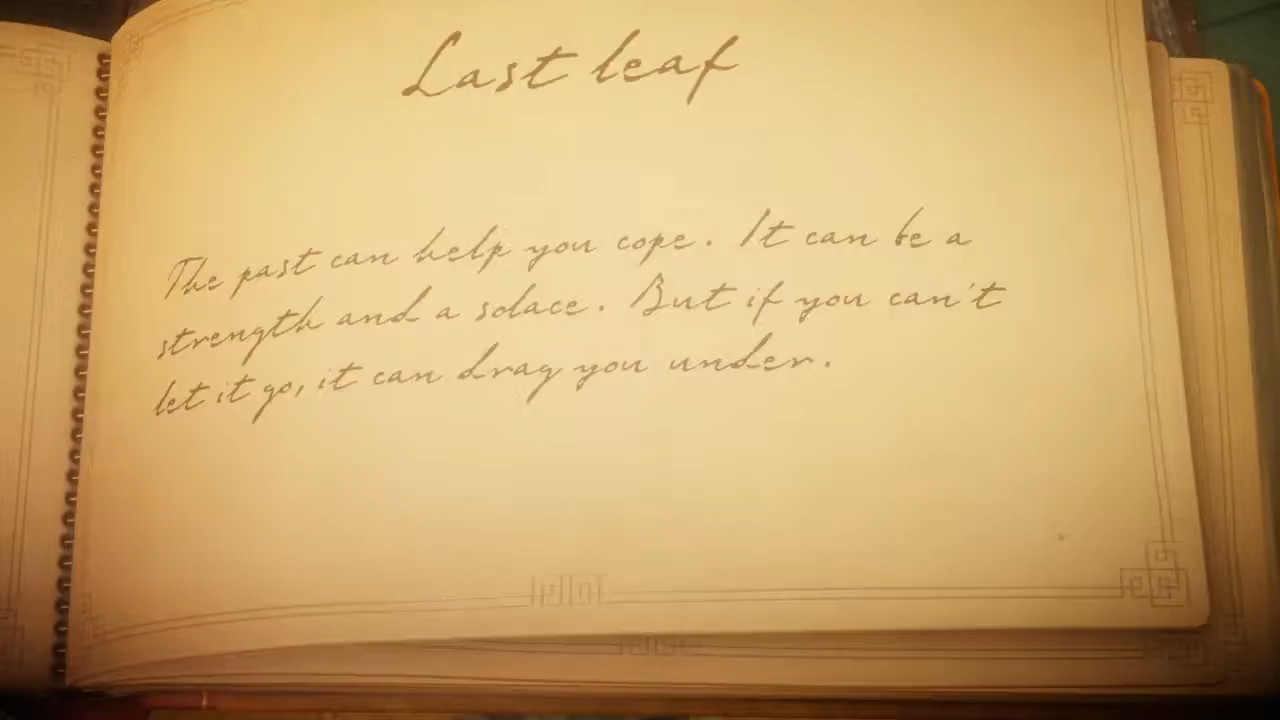 Last leaf
The past can help you cope. It can be a
strength and a solace. But if you can't
let it go, it can drag you under.